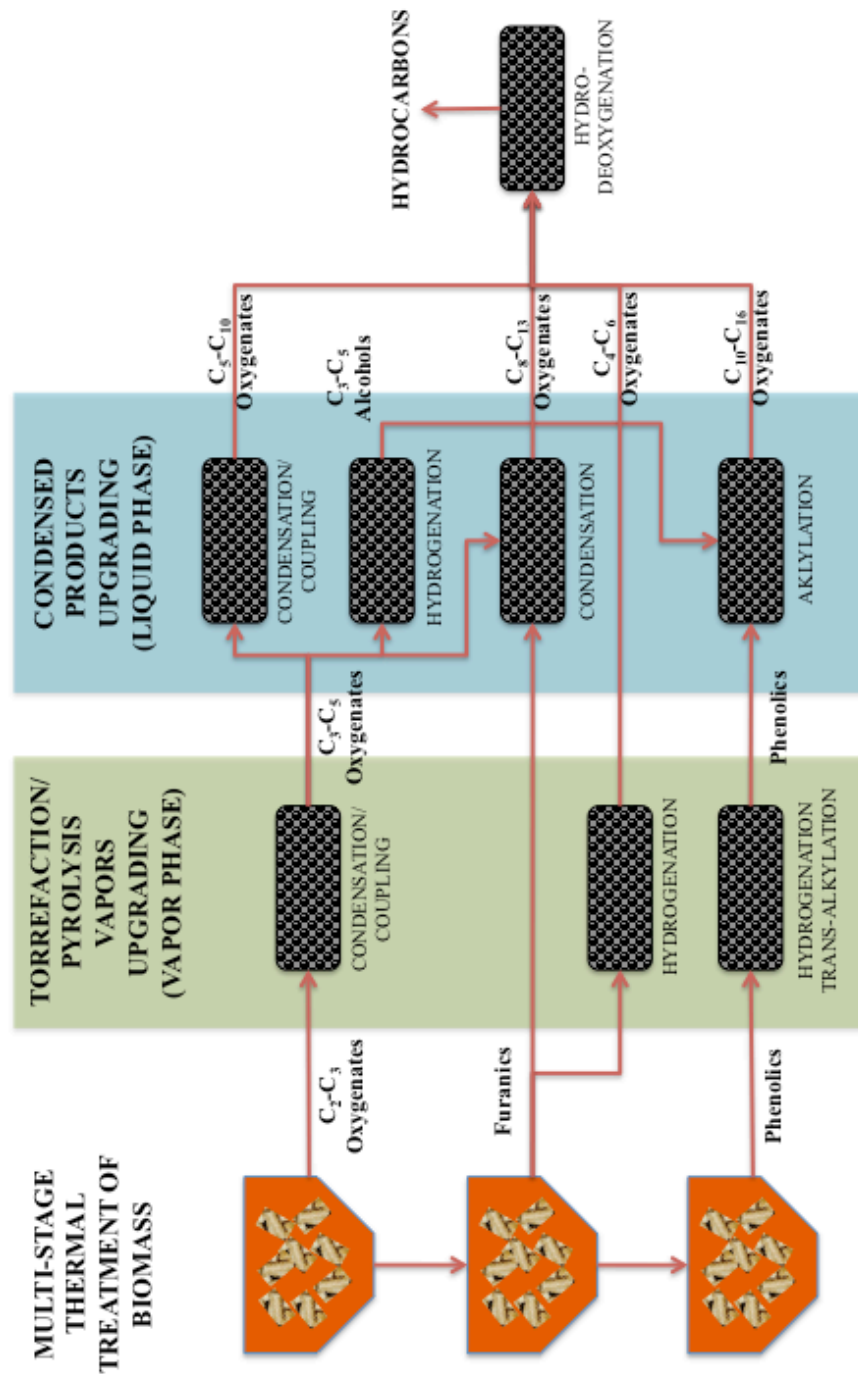 MULTI-STAGE
THERMAL
TREATMENT OF
BIOMASS
TORREFACTION/
PYROLYSIS
VAPORS
UPGRADING
(VAPOR PHASE)
CONDENSED
PRODUCTS
UPGRADING
(LIQUID PHASE)
HYDROCARBONS
C₂-C₃
Oxygenates
CONDENSATION/
COUPLING
C₃-C₅
Oxygenates
CONDENSATION/
COUPLING
C₅-C₁₀
Oxygenates
HYDROGENATION
C₃-C₅
Alcohols
HYDRO-
DEOXYGENATION
Furanics
CONDENSATION
C₈-C₁₃
Oxygenates
HYDROGENATION
C₄-C₆
Oxygenates
Phenolics
HYDROGENATION
TRANS-ALKYLATION
Phenolics
AKLYLATION
C₁₀-C₁₆
Oxygenates